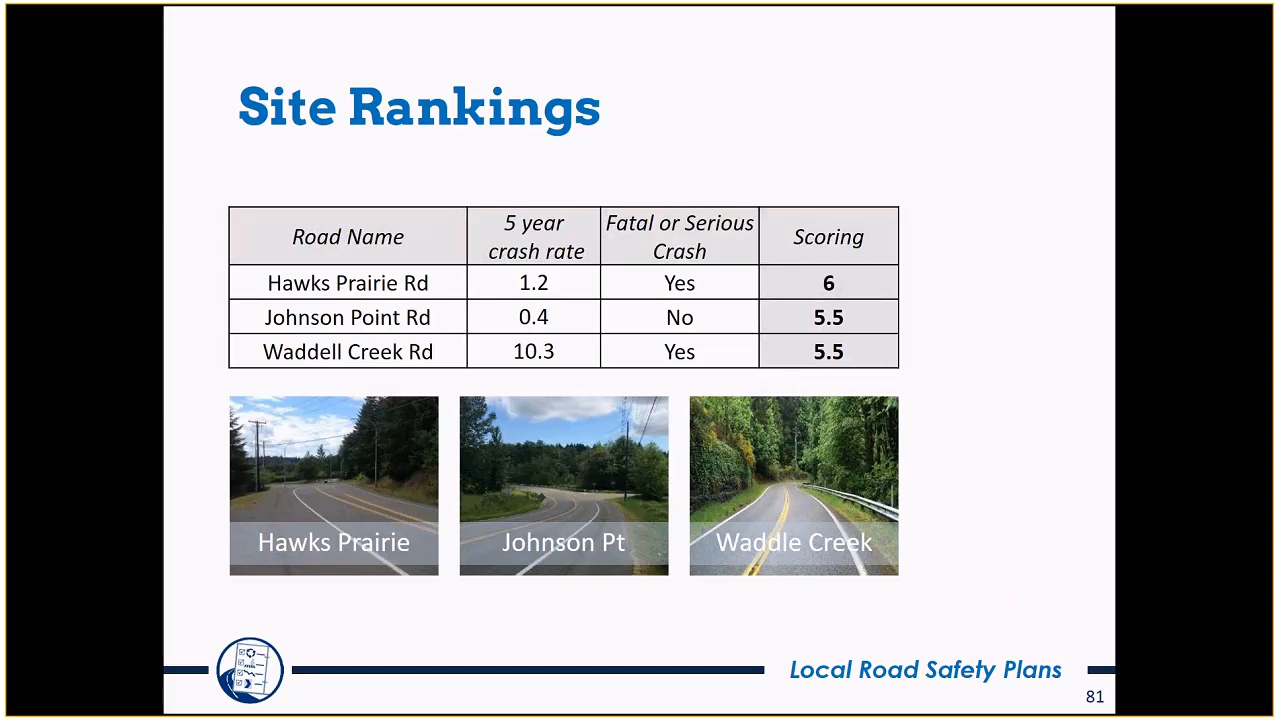 Site Rankings
Road Name 5 year crash rate Fatal or Serious Crash Scoring
Hawks Prairie Rd 1.2 Yes 6
Johnson Point Rd 0.4 No 5.5
Waddell Creek Rd 10.3 Yes 5.5
Hawks Prairie Johnson Pt Waddle Creek
Local Road Safety Plans
81